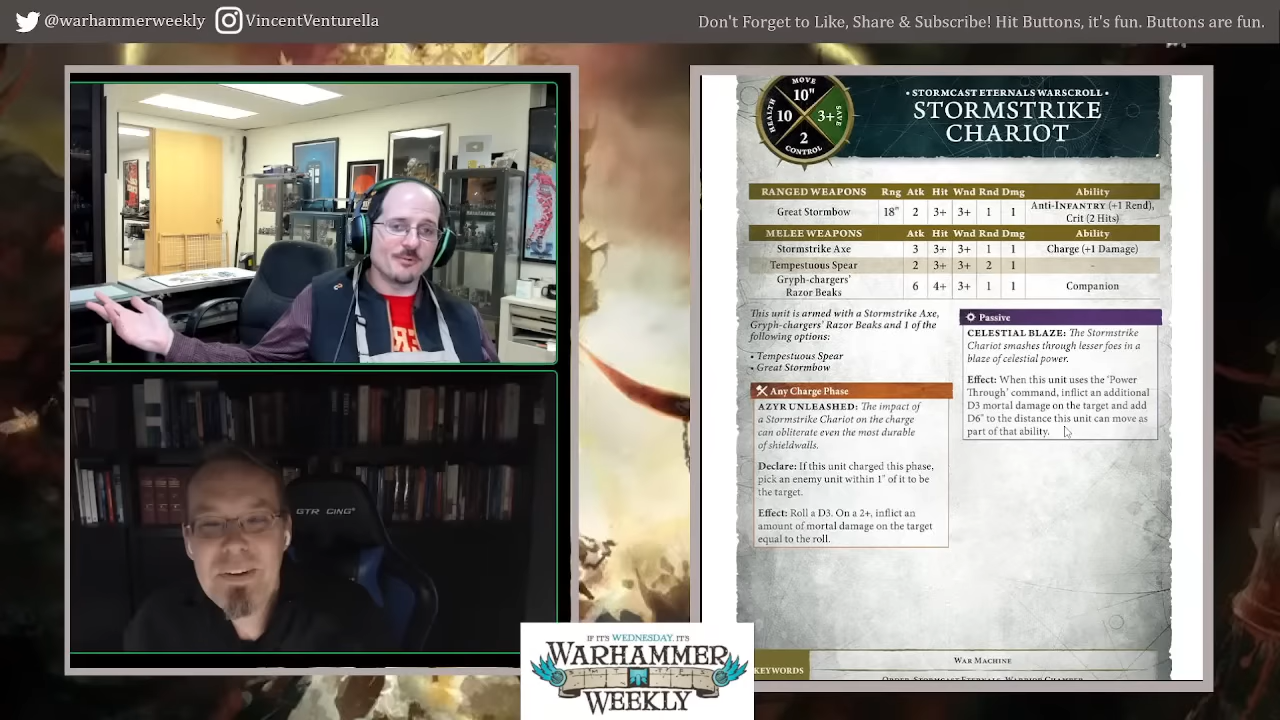 @warhammerweekly VincentVenturella
Don't Forget to Like, Share & Subscribe! Hit Buttons, it's fun. Buttons are fun.
MOVE
10"
HEALTH
10
3+
SAVE
2
CONTROL
• STORMCAST ETERNALS WARSCROLL •
STORMSTRIKE
CHARIOT
RANGED WEAPONS Rng Atk Hit Wnd Rnd Dmg Ability
Great Stormbow 18" 2 3+ 3+ 1 1 Anti-INFANTRY (+1 Rend),
Crit (2 Hits)
MELEE WEAPONS Atk Hit Wnd Rnd Dmg Ability
Stormstrike Axe 3 3+ 3+ 1 1 Charge (+1 Damage)
Tempestuous Spear 2 3+ 3+ 2 1 -
Gryph-chargers'
Razor Beaks 6 4+ 3+ 1 1 Companion
This unit is armed with a Stormstrike Axe,
Gryph-chargers' Razor Beaks and 1 of the
following options:
• Tempestuous Spear
• Great Stormbow
Any Charge Phase
AZYR UNLEASHED: The impact of
a Stormstrike Chariot on the charge
can obliterate even the most durable
of shieldwalls.
Declare: If this unit charged this phase,
pick an enemy unit within 1" of it to be
the target.
Effect: Roll a D3. On a 2+, inflict an
amount of mortal damage on the target
equal to the roll.
Passive
CELESTIAL BLAZE: The Stormstrike
Chariot smashes through lesser foes in a
blaze of celestial power.
Effect: When this unit uses the 'Power
Through' command, inflict an additional
D3 mortal damage on the target and add
D6" to the distance this unit can move as
part of that ability.
KEYWORDS
WAR MACHINE
ORDER, STORMCAST ETERNALS, WARRIOR CHAMBER
GTR
CING
IF IT'S WEDNESDAY, IT'S
WARHAMMER
WEEKLY